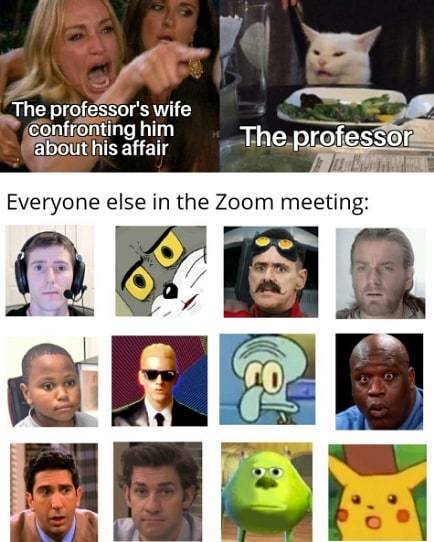 The professor's wife
confronting him
about his affair
The professor
Everyone else in the Zoom meeting: